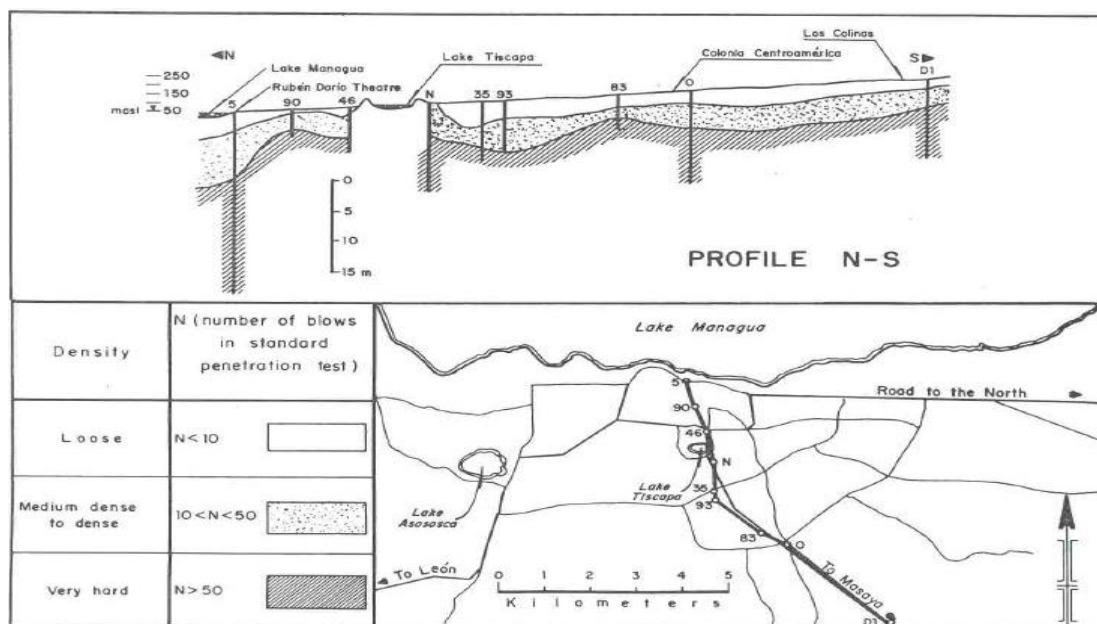 N
S
Los Colinas
Lake Tiscapa
Colonia Centroamérica
D1
Lake Managua
Rubén Darío Theatre
250
150
masl
50
5
90
46
N
35
93
83
O
0
5
10
15 m
PROFILE N-S
Density
N (number of blows
in standard
penetration test)
Loose
N<10
Medium dense
to dense
10<N<50
Very hard
N>50
Lake Managua
Road to the North
5
90
46
N
35
93
83
O
D1
Lake
Tiscapa
Lake
Asososca
To León
To Masaya
0 1 2 3 4 5
Kilometers